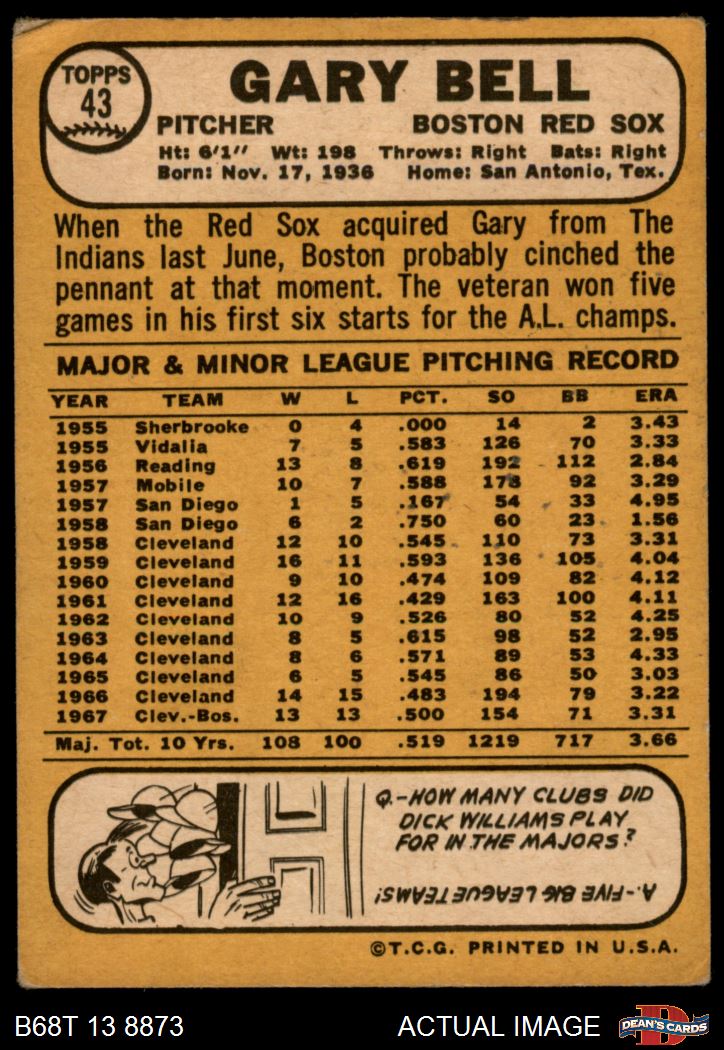 TOPPS
43
GARY BELL
PITCHER BOSTON RED SOX
Ht: 6'1" Wt: 198 Throws: Right Bats: Right
Born: Nov. 17, 1936 Home: San Antonio, Tex.
When the Red Sox acquired Gary from The
Indians last June, Boston probably cinched the
pennant at that moment. The veteran won five
games in his first six starts for the A.L. champs.
MAJOR & MINOR LEAGUE PITCHING RECORD
YEAR TEAM W L PCT. SO BB ERA
1955 Sherbrooke 0 4 .000 14 2 3.43
1955 Vidalia 7 5 .583 126 70 3.33
1956 Reading 13 8 .619 192 112 2.84
1957 Mobile 10 7 .588 178 92 3.29
1957 San Diego 1 5 .167 54 33 4.95
1958 San Diego 6 2 .750 60 23 1.56
1958 Cleveland 12 10 .545 110 73 3.31
1959 Cleveland 16 11 .593 136 105 4.04
1960 Cleveland 9 10 .474 109 82 4.12
1961 Cleveland 12 16 .429 163 100 4.11
1962 Cleveland 10 9 .526 80 52 4.25
1963 Cleveland 8 5 .615 98 52 2.95
1964 Cleveland 8 6 .571 89 53 4.33
1965 Cleveland 6 5 .545 86 50 3.03
1966 Cleveland 14 15 .483 194 79 3.22
1967 Clev.-Bos. 13 13 .500 154 71 3.31
Maj. Tot. 10 Yrs. 108 100 .519 1219 717 3.66
Q.-HOW MANY CLUBS DID
DICK WILLIAMS PLAY
FOR IN THE MAJORS?
A.-FIVE BIG LEAGUE TEAMS!
©T.C.G. PRINTED IN U.S.A.
B68T 13 8873 ACTUAL IMAGE
D
DEAN'S CARDS